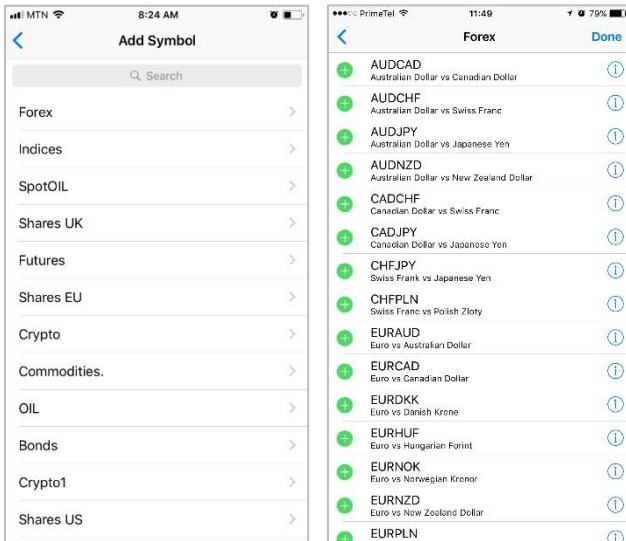 MTN
8:24 AM
Add Symbol
Search
Forex
Indices
SpotOIL
Shares UK
Futures
Shares EU
Crypto
Commodities.
OIL
Bonds
Crypto1
Shares US
PrimeTel
11:49
79%
Forex
Done
AUDCAD
Australian Dollar vs Canadian Dollar
AUDCHF
Australian Dollar vs Swiss Franc
AUDJPY
Australian Dollar vs Japanese Yen
AUDNZD
Australian Dollar vs New Zealand Dollar
CADCHF
Canadian Dollar vs Swiss Franc
CADJPY
Canadian Dollar vs Japanese Yen
CHFJPY
Swiss Frank vs Japanese Yen
CHFPLN
Swiss Franc vs Polish Zloty
EURAUD
Euro vs Australian Dollar
EURCAD
Euro vs Canadian Dollar
EURDKK
Euro vs Danish Krone
EURHUF
Euro vs Hungarian Forint
EURNOK
Euro vs Norwegian Kronor
EURNZD
Euro vs New Zealand Dollar
EURPLN